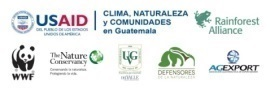 USAID
DEL PUEBLO DE LOS ESTADOS
UNIDOS DE AMÉRICA
CLIMA, NATURALEZA
y COMUNIDADES
en Guatemala
Rainforest
Alliance
WWF
The Nature
Conservancy
UVG
DEFENSORES
DE LA NATURALEZA
AGEXPORT